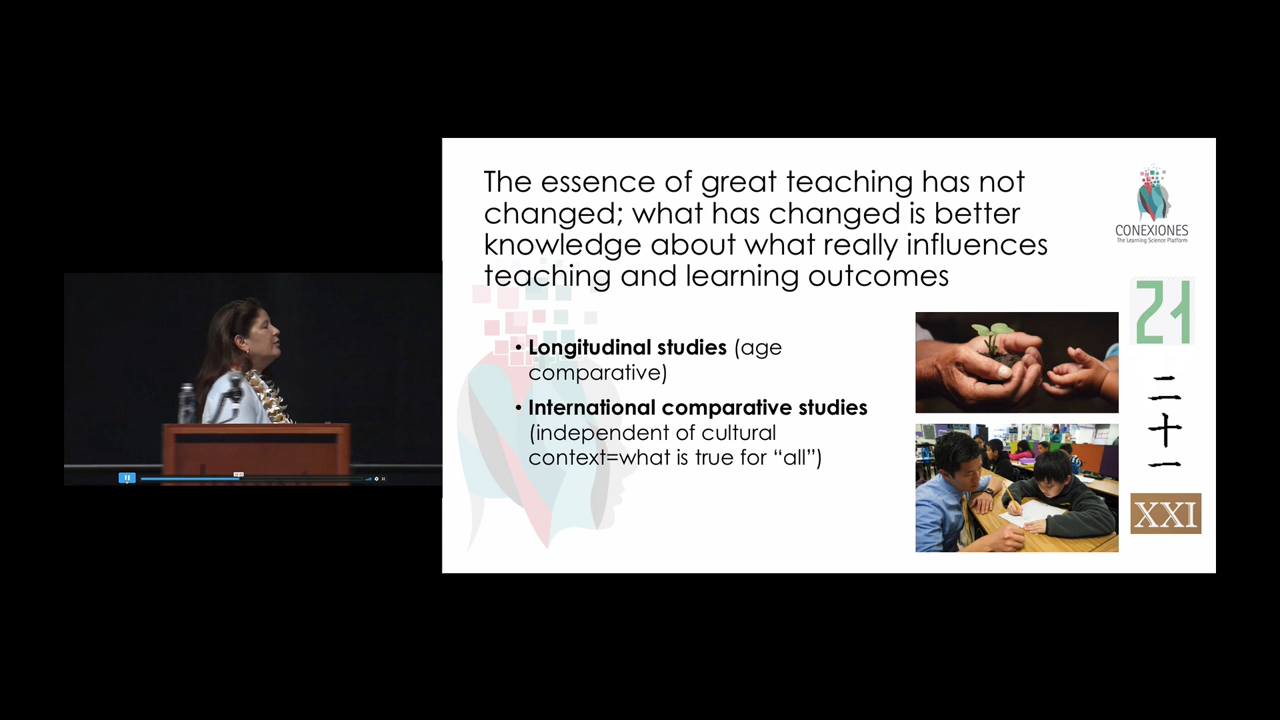 The essence of great teaching has not
changed; what has changed is better
knowledge about what really influences
teaching and learning outcomes
• Longitudinal studies (age
comparative)
• International comparative studies
(independent of cultural
context=what is true for “all”)
CONEXIONES
The Learning Science Platform
21
二
十
一
XXI